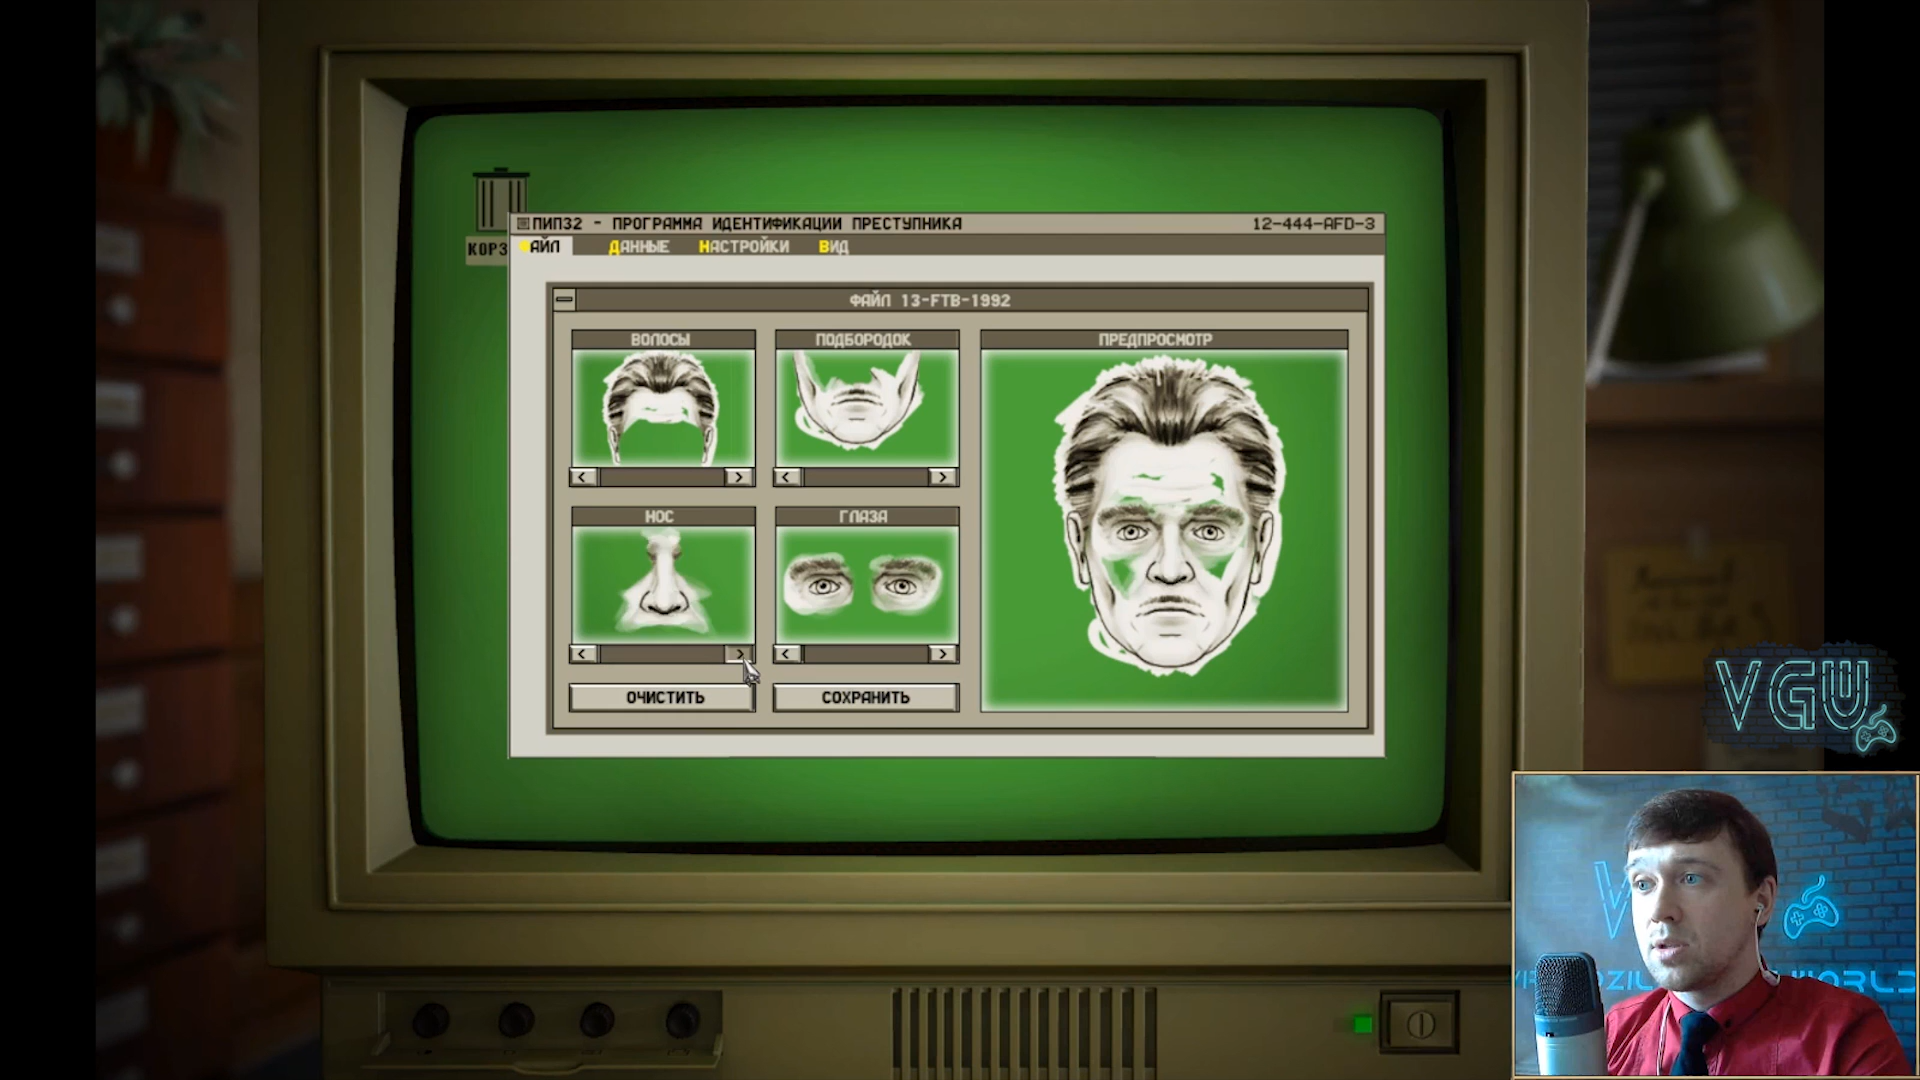 КОРЗ
ПИП32 - ПРОГРАММА ИДЕНТИФИКАЦИИ ПРЕСТУПНИКА
12-444-AFD-3
ФАЙЛ ДАННЫЕ НАСТРОЙКИ ВИД
ФАЙЛ 13-FTB-1992
ВОЛОСЫ
ПОДБОРОДОК
ПРЕДПРОСМОТР
НОС
ГЛАЗА
ОЧИСТИТЬ
СОХРАНИТЬ
VGU